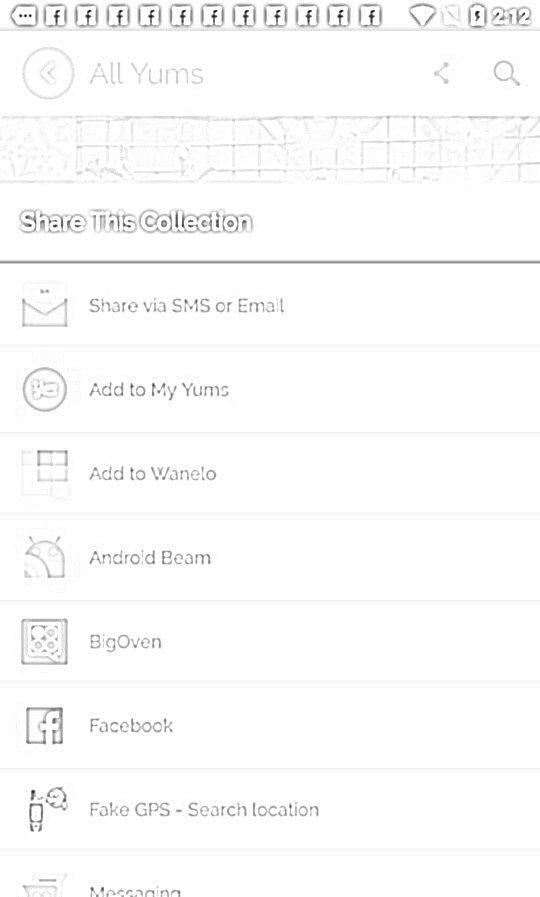 2:12
All Yums
Share This Collection
Share via SMS or Email
Add to My Yums
Add to Wanelo
Android Beam
BigOven
Facebook
Fake GPS - Search location
Messaging